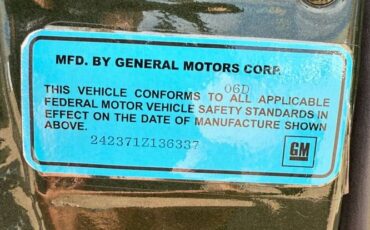 MFD. BY GENERAL MOTORS CORP.
06D
THIS VEHICLE CONFORMS TO ALL APPLICABLE
FEDERAL MOTOR VEHICLE SAFETY STANDARDS IN
EFFECT ON THE DATE OF MANUFACTURE SHOWN
ABOVE.
242371Z136337
GM